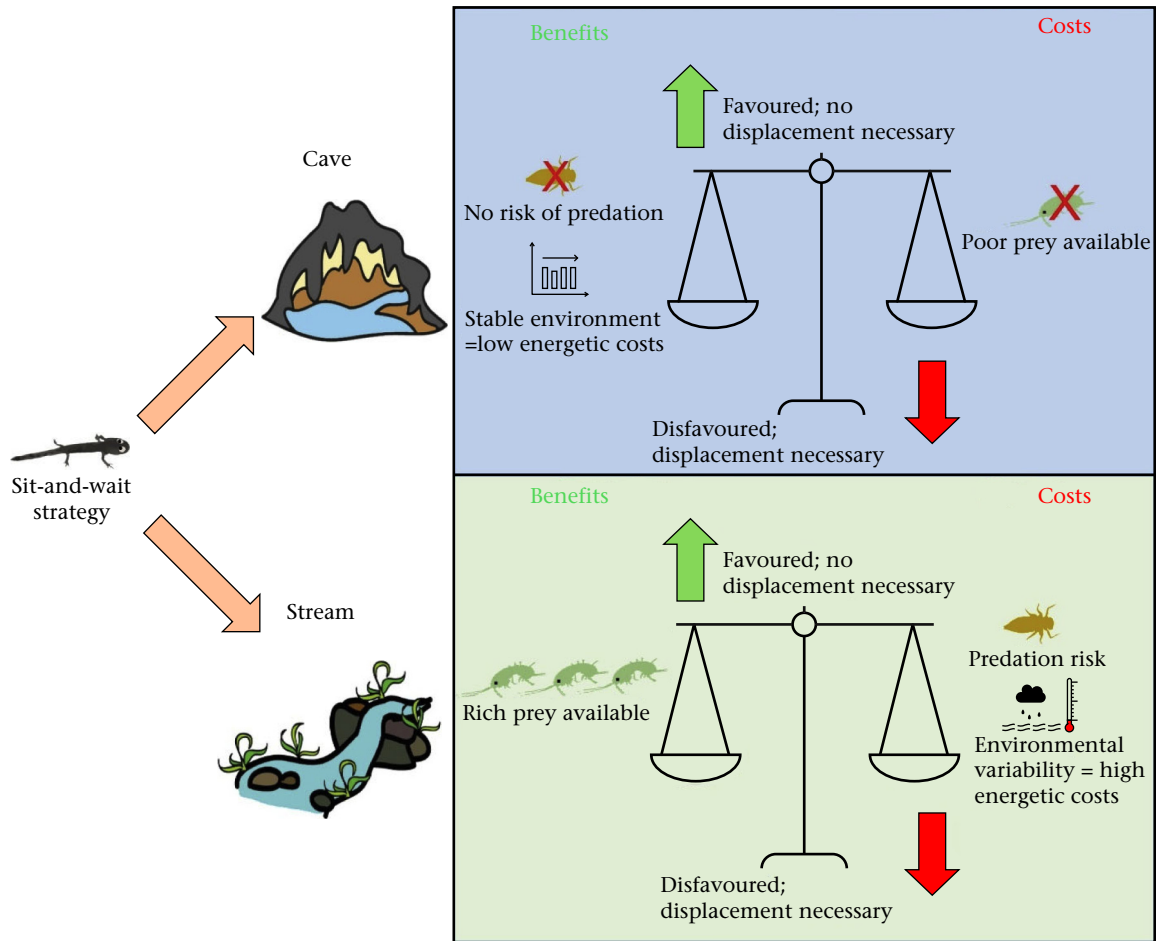 Sit-and-wait
strategy
Cave
Stream
Benefits
Costs
Favoured; no
displacement necessary
No risk of predation
Stable environment
=low energetic costs
Poor prey available
Disfavoured;
displacement necessary
Benefits
Costs
Favoured; no
displacement necessary
Rich prey available
Predation risk
Environmental
variability = high
energetic costs
Disfavoured;
displacement necessary